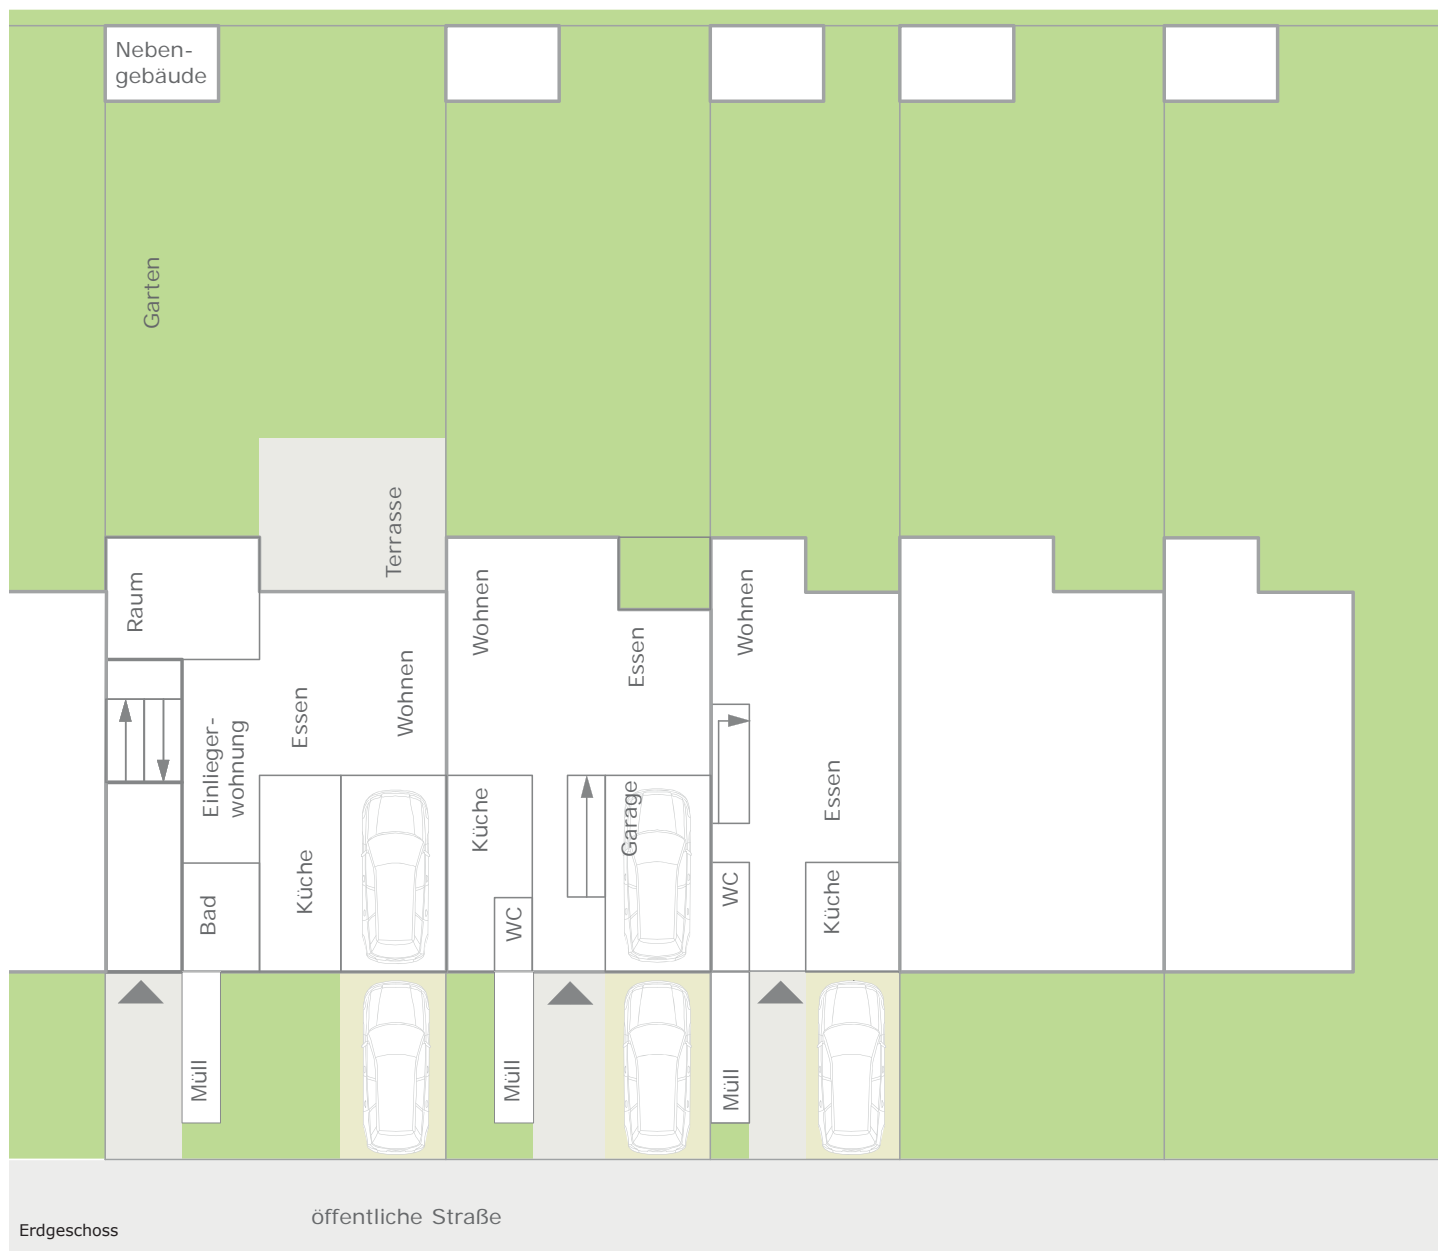 Neben-
gebäude
Garten
Terrasse
Raum
Wohnen
Wohnen
Essen
Essen
Wohnen
Einlieger-
wohnung
Essen
Küche
Garage
Küche
Bad
WC
WC
Küche
Müll
Müll
Müll
öffentliche Straße
Erdgeschoss